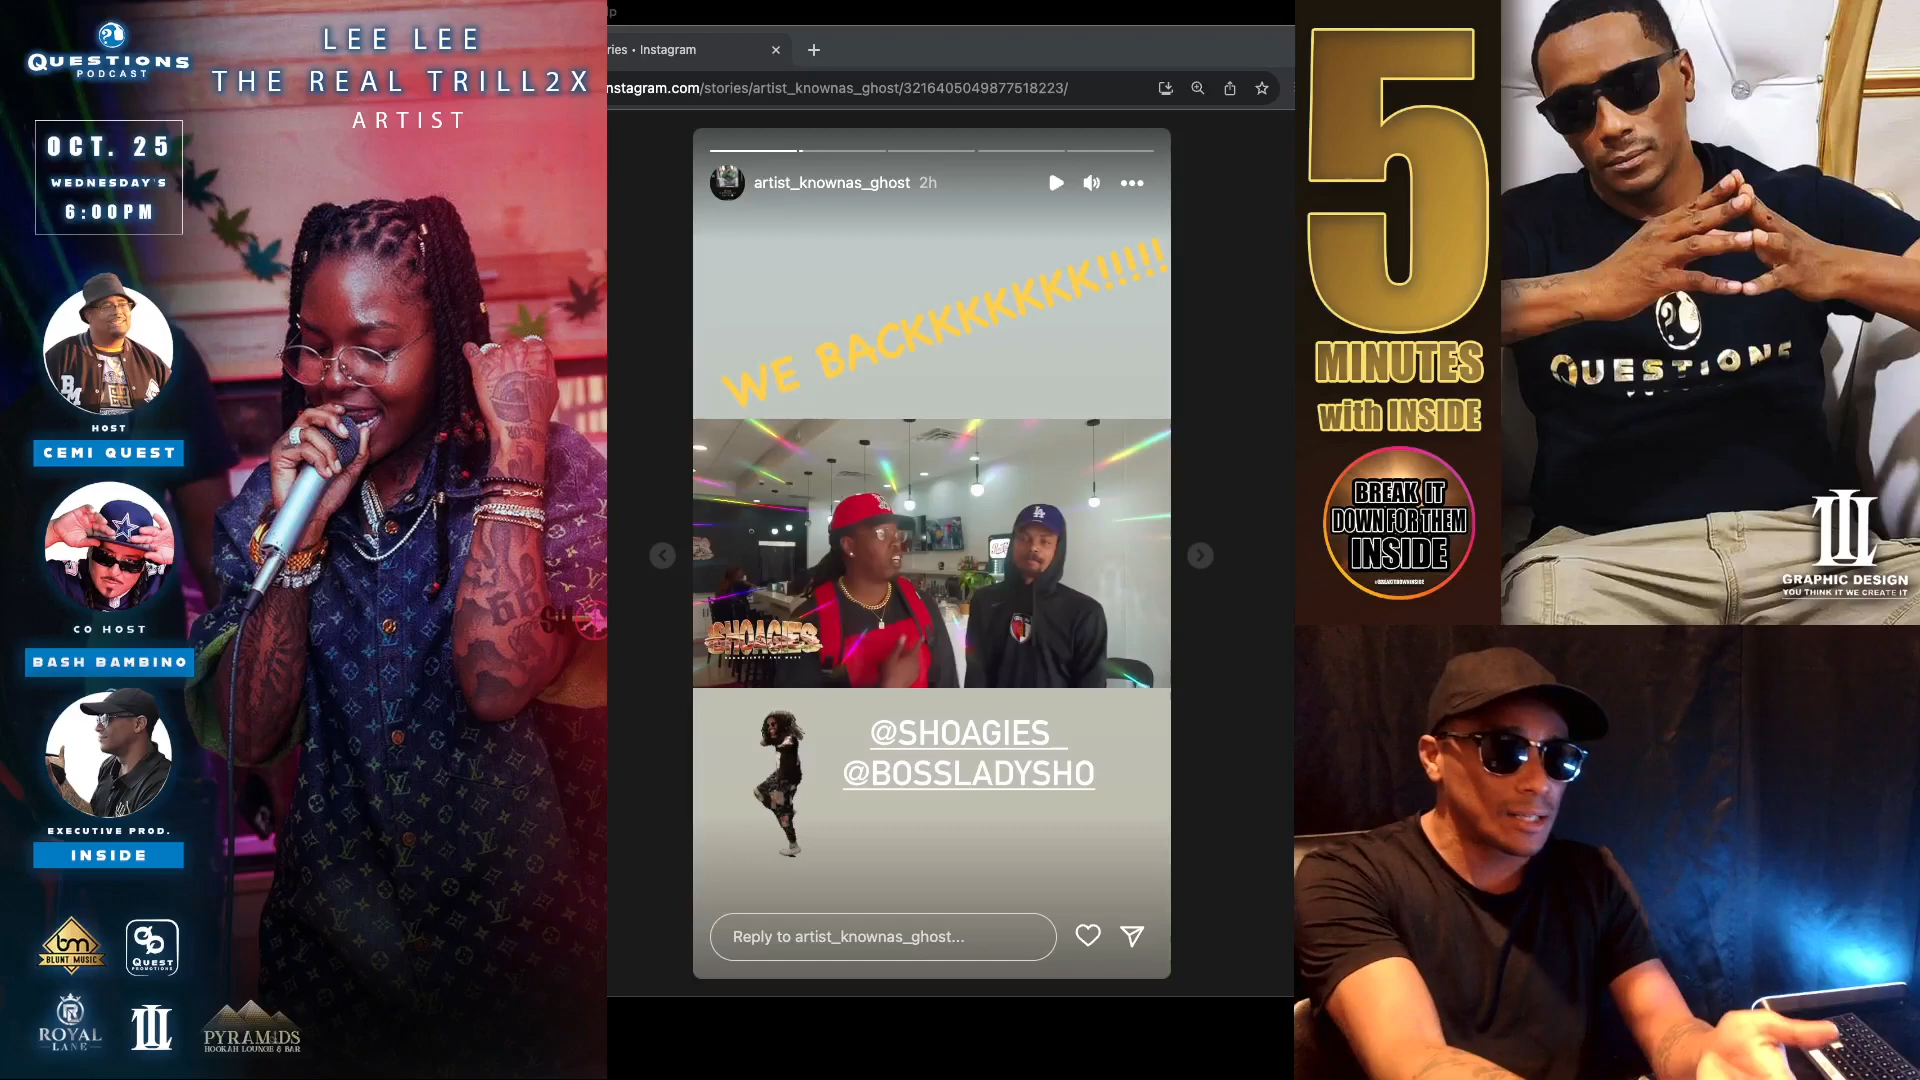 QUESTIONS
PODCAST
LEE LEE
THE REAL TRILL2X
ARTIST
OCT. 25
WEDNESDAY'S
6:00PM
HOST
CEMI QUEST
CO HOST
BASH BAMBINO
EXECUTIVE PROD.
INSIDE
bm
BLUNT MUSIC
QUEST
PROMOTIONS
ROYAL
LANE
PYRAMIDS
HOOKAH LOUNGE & BAR
ries • Instagram
nstagram.com/stories/artist_knownas_ghost/3216405049877518223/
artist_knownas_ghost 2h
WE BACKKKKKKK!!!!!
SHOAGIES
@SHOAGIES_
@BOSSLADYSHO
Reply to artist_knownas_ghost...
5
MINUTES
with INSIDE
BREAK IT
DOWN FOR THEM
INSIDE
QUESTIONS
GRAPHIC DESIGN
YOU THINK IT WE CREATE IT